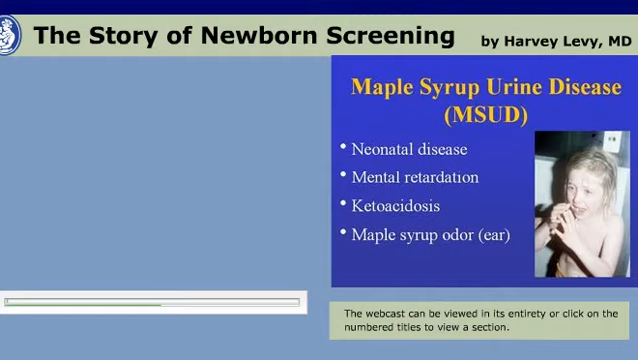 The Story of Newborn Screening by Harvey Levy, MD
Maple Syrup Urine Disease
(MSUD)
• Neonatal disease
• Mental retardation
• Ketoacidosis
• Maple syrup odor (ear)
The webcast can be viewed in its entirety or click on the
numbered titles to view a section.